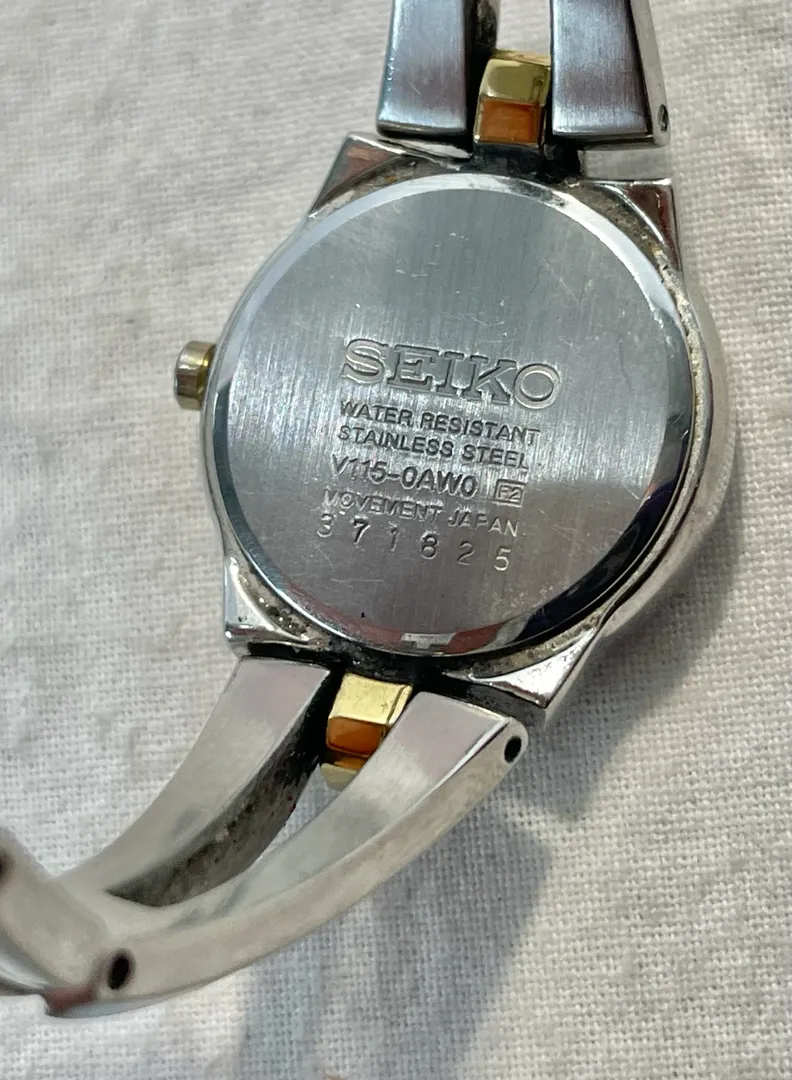 SEIKO
WATER RESISTANT
STAINLESS STEEL
V115-0AW0 F2
MOVEMENT JAPAN
371825